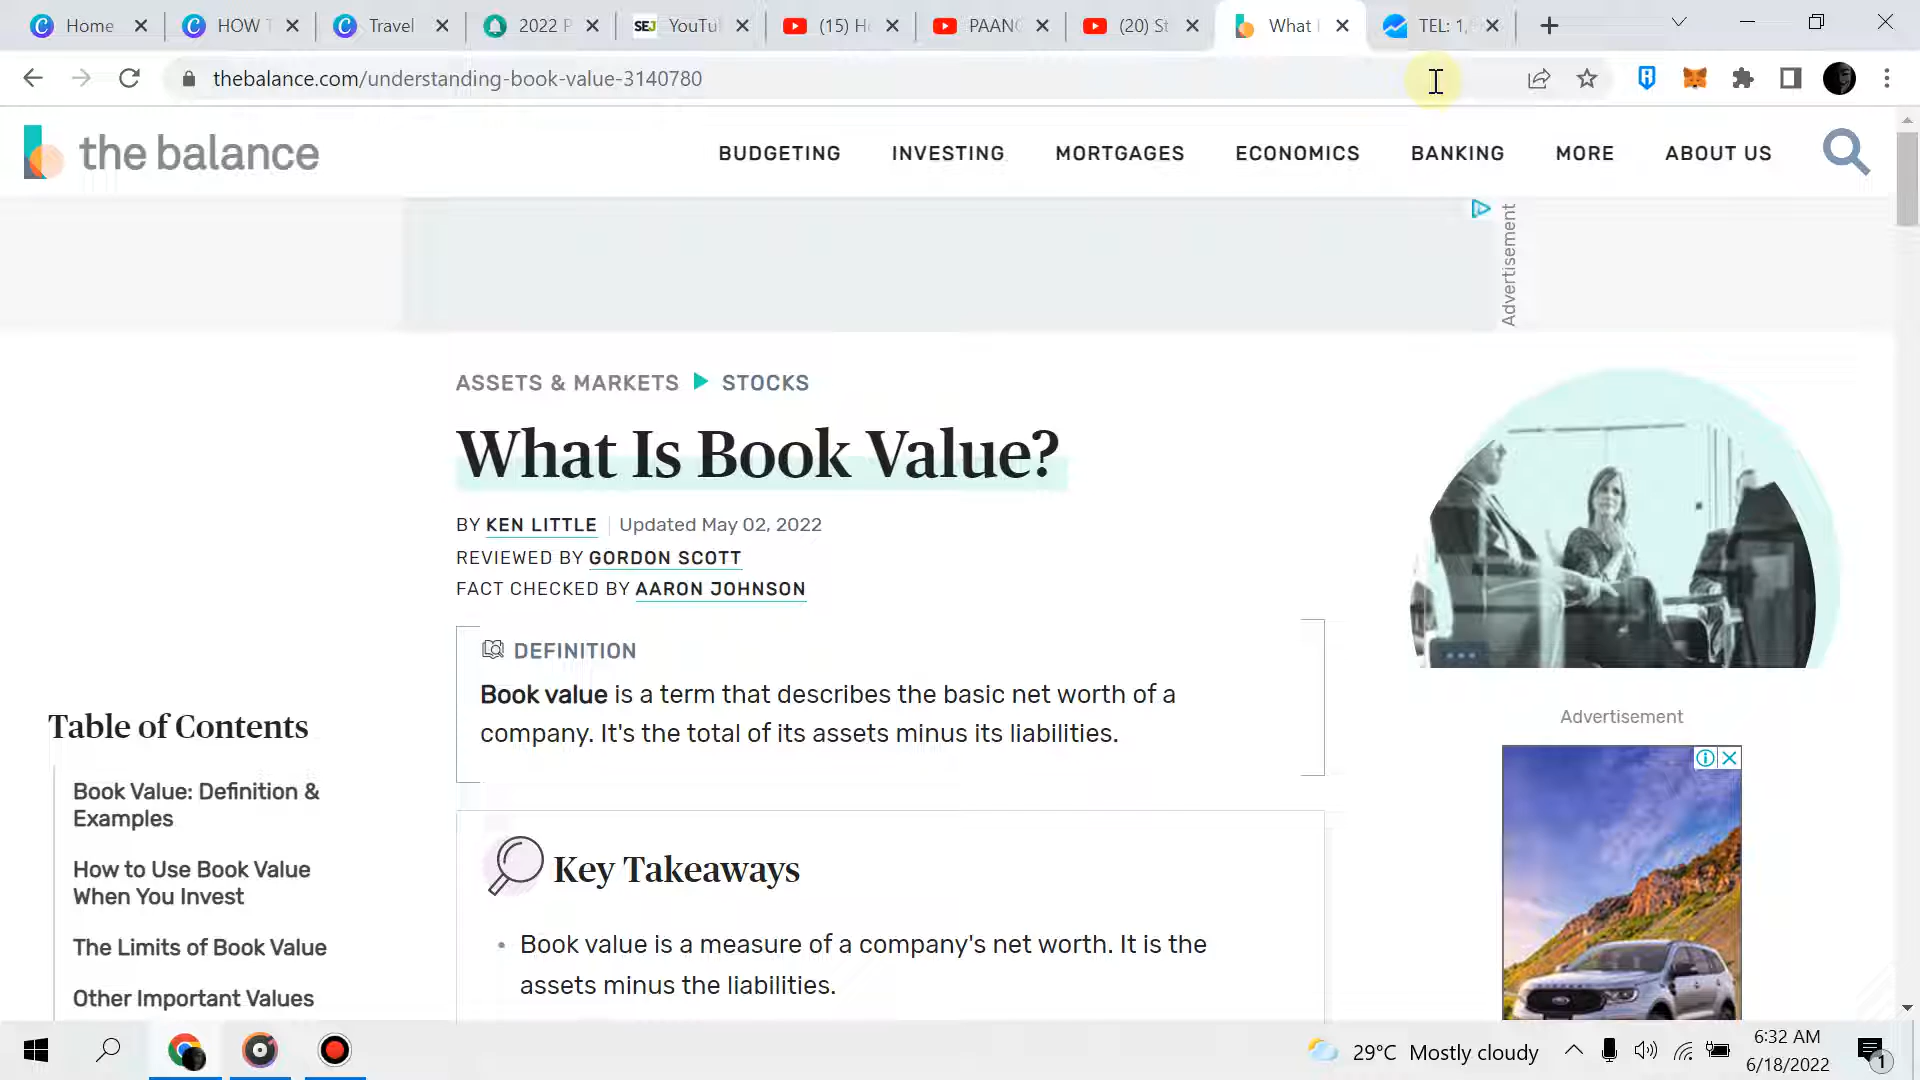 Home
HOW T
Travel
2022 P
SEJ YouTu
(15) H
PAANO
(20) St
What I
TEL: 1,
thebalance.com/understanding-book-value-3140780
the balance
BUDGETING
INVESTING
MORTGAGES
ECONOMICS
BANKING
MORE
ABOUT US
Advertisement
ASSETS & MARKETS
STOCKS
What Is Book Value?
BY KEN LITTLE
Updated May 02, 2022
REVIEWED BY GORDON SCOTT
FACT CHECKED BY AARON JOHNSON
DEFINITION
Book value is a term that describes the basic net worth of a
company. It's the total of its assets minus its liabilities.
Table of Contents
Book Value: Definition &
Examples
How to Use Book Value
When You Invest
The Limits of Book Value
Other Important Values
Key Takeaways
• Book value is a measure of a company's net worth. It is the
assets minus the liabilities.
Advertisement
29°C Mostly cloudy
6:32 AM
6/18/2022
1